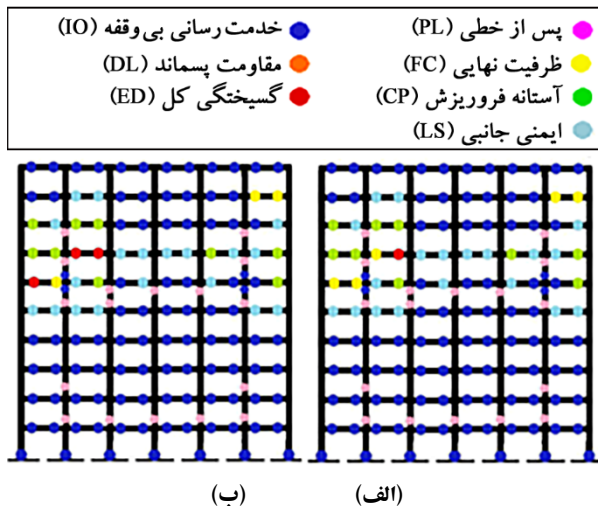 پس از خطی (PL)
خدمت رسانی بی‌وقفه (IO)
ظرفیت نهایی (FC)
مقاومت پسماند (DL)
آستانه فروریزش (CP)
گسیختگی کل (ED)
ایمنی جانبی (LS)
(الف)
(ب)